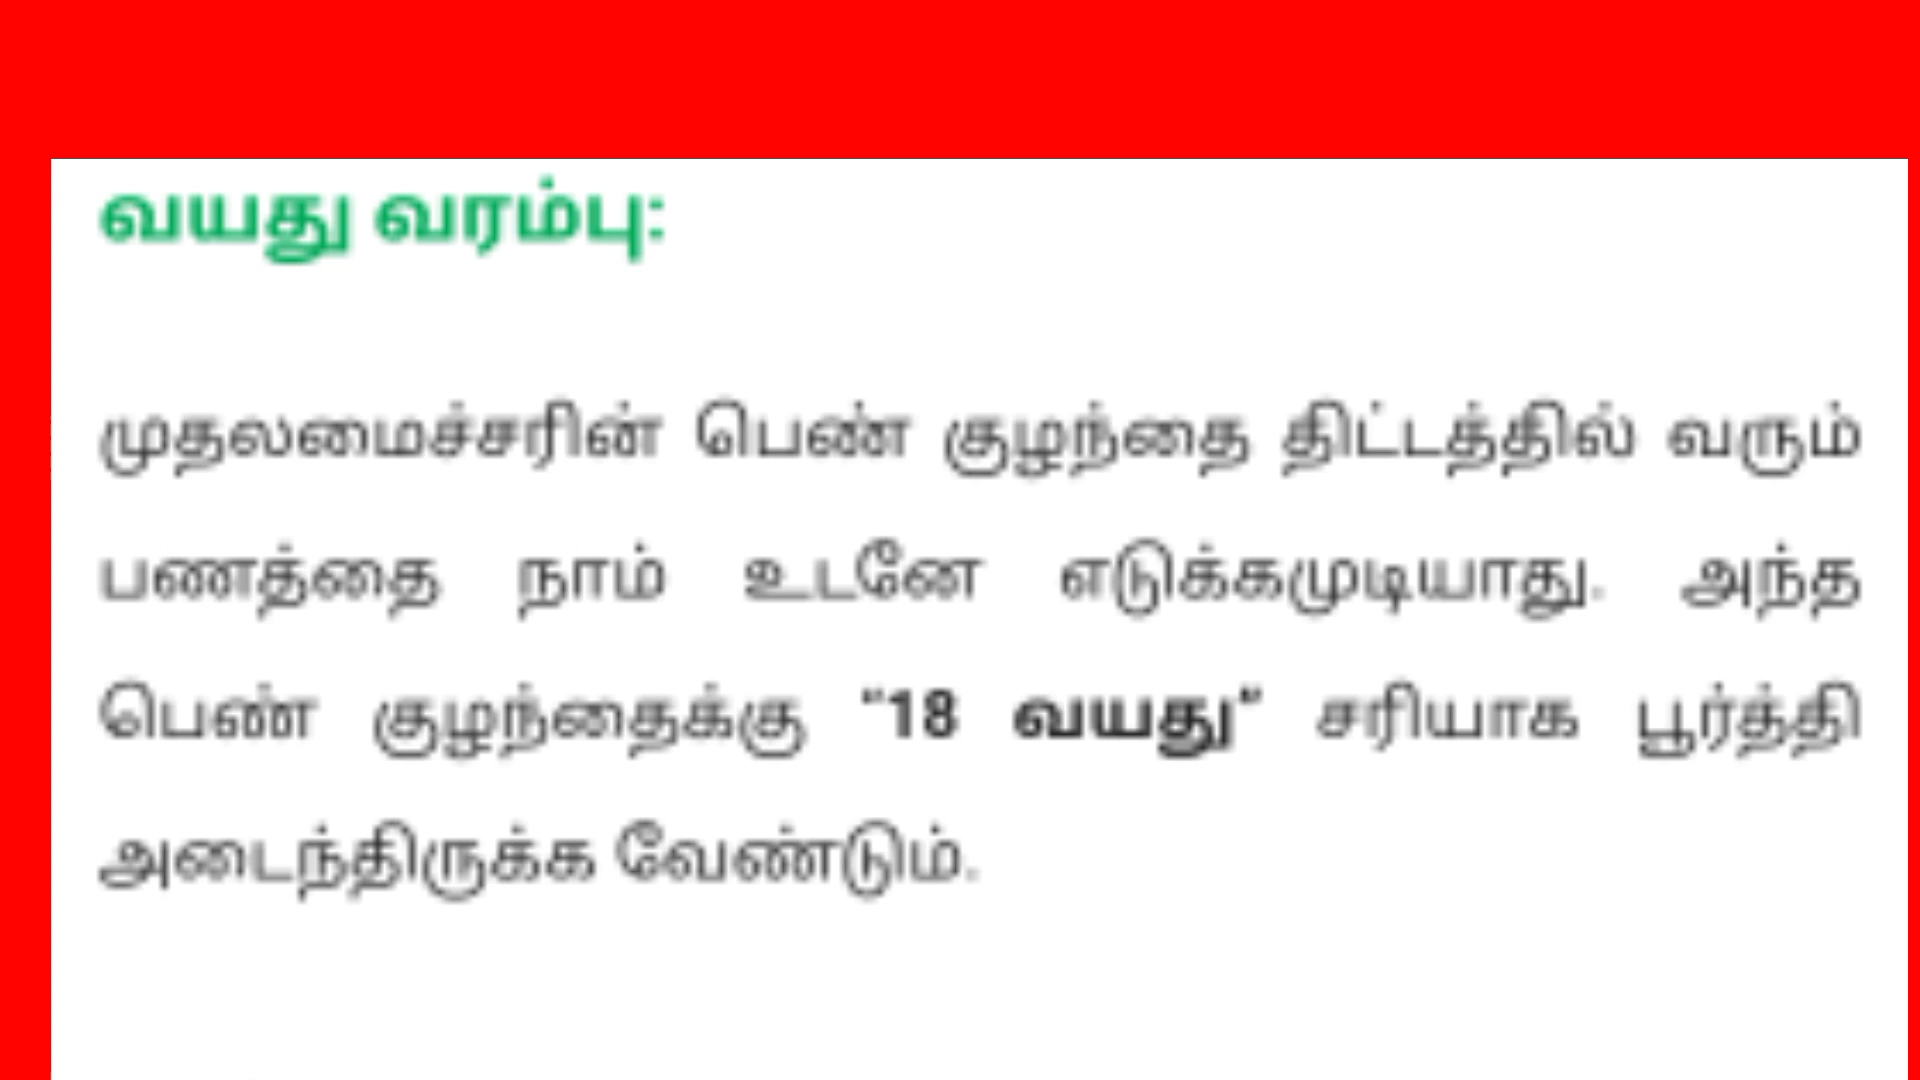 வயது வரம்பு:
முதலமைச்சரின் பெண் குழந்தை திட்டத்தில் வரும்
பணத்தை நாம் உடனே எடுக்கமுடியாது. அந்த
பெண் குழந்தைக்கு "18 வயது" சரியாக பூர்த்தி
அடைந்திருக்க வேண்டும்.